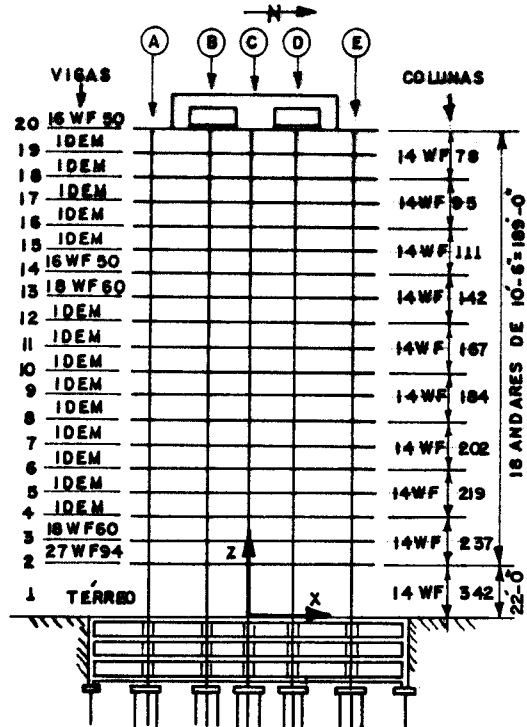 N
A B C D E
VIGAS
COLUNAS
20 16 WF 50
19 IDEM
18 IDEM
17 IDEM
16 IDEM
15 IDEM
14 16 WF 50
13 18 WF 60
12 IDEM
11 IDEM
10 IDEM
9 IDEM
8 IDEM
7 IDEM
6 IDEM
5 IDEM
4 IDEM
3 18 WF60
2 27 WF94
1 TÉRREO
14 WF 78
14 WF 95
14 WF 111
14 WF 142
14 WF 167
14 WF 184
14 WF 202
14 WF 219
14 WF 237
14 WF 342
18 ANDARES DE 10'-6"=189'-0"
22'-0"
Z
X